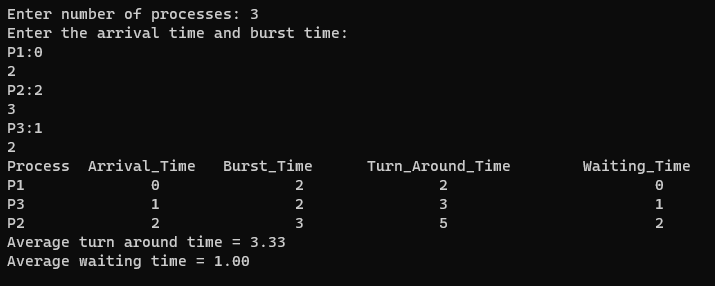 Enter number of processes: 3
Enter the arrival time and burst time:
P1:0
2
P2:2
3
P3:1
2
Process  Arrival_Time   Burst_Time      Turn_Around_Time        Waiting_Time
P1              0               2               2                       0
P3              1               2               3                       1
P2              2               3               5                       2
Average turn around time = 3.33
Average waiting time = 1.00